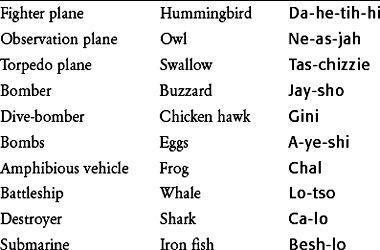 Fighter plane Hummingbird Da-he-tih-hi
Observation plane Owl Ne-as-jah
Torpedo plane Swallow Tas-chizzie
Bomber Buzzard Jay-sho
Dive-bomber Chicken hawk Gini
Bombs Eggs A-ye-shi
Amphibious vehicle Frog Chal
Battleship Whale Lo-tso
Destroyer Shark Ca-lo
Submarine Iron fish Besh-lo